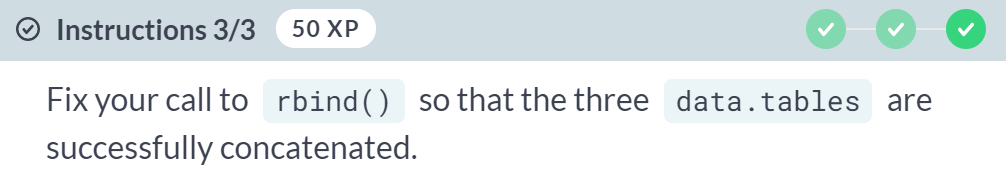 Instructions 3/3 50 XP
Fix your call to rbind() so that the three data.tables are
successfully concatenated.